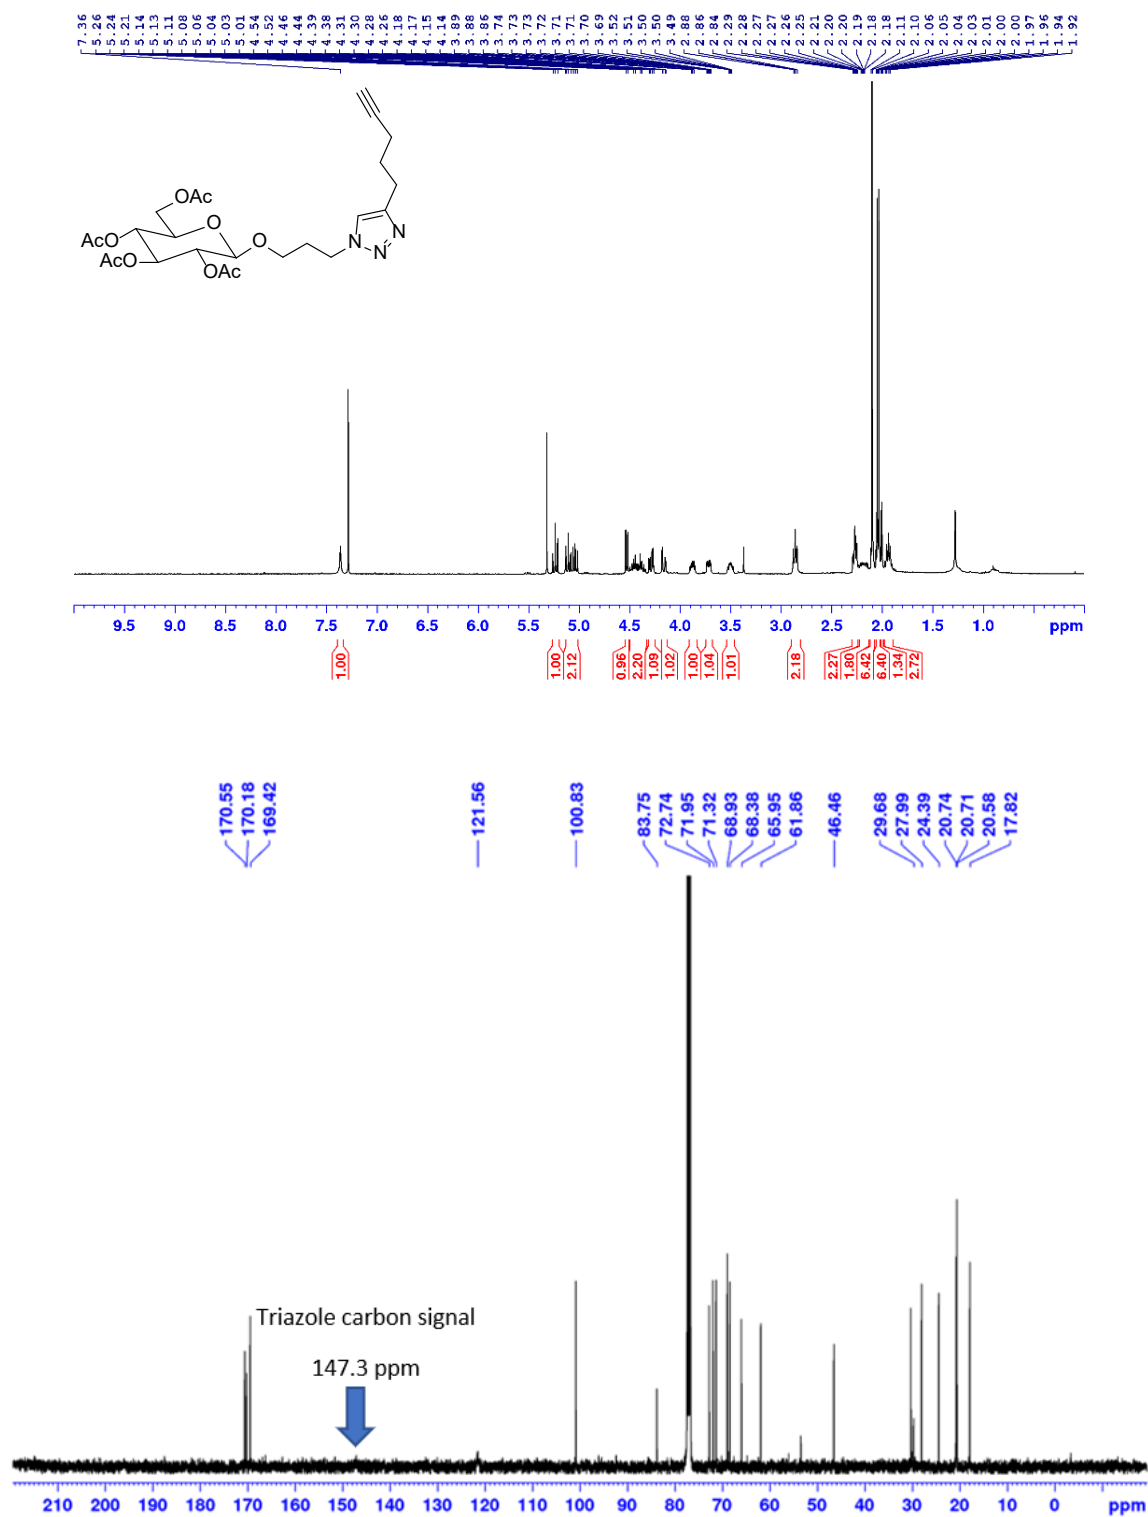 7.36 5.26 5.24 5.21 5.14 5.13 5.11 5.08 5.06 5.04 5.03 5.01 4.54 4.52 4.46 4.44 4.39 4.38 4.31 4.30 4.28 4.26 4.18 4.17 4.15 4.14 3.89 3.88 3.86 3.74 3.73 3.73 3.72 3.71 3.71 3.70 3.69 3.52 3.51 3.50 3.50 3.49 2.88 2.86 2.84 2.29 2.28 2.27 2.27 2.26 2.25 2.21 2.20 2.20 2.19 2.18 2.18 2.11 2.10 2.06 2.05 2.04 2.03 2.01 2.00 2.00 1.97 1.96 1.94 1.92
OAc
O
AcO
O
AcO
OAc
N
N
N
9.5 9.0 8.5 8.0 7.5 7.0 6.5 6.0 5.5 5.0 4.5 4.0 3.5 3.0 2.5 2.0 1.5 1.0 ppm
1.00 1.00 2.12 0.96 2.20 1.09 1.02 1.00 1.04 1.01 2.18 2.27 1.80 6.42 6.40 1.34 2.72
170.55 170.18 169.42 121.56 100.83 83.75 72.74 71.95 71.32 68.93 68.38 65.95 61.86 46.46 29.68 27.99 24.39 20.74 20.71 20.58 17.82
Triazole carbon signal
147.3 ppm
210 200 190 180 170 160 150 140 130 120 110 100 90 80 70 60 50 40 30 20 10 0 ppm